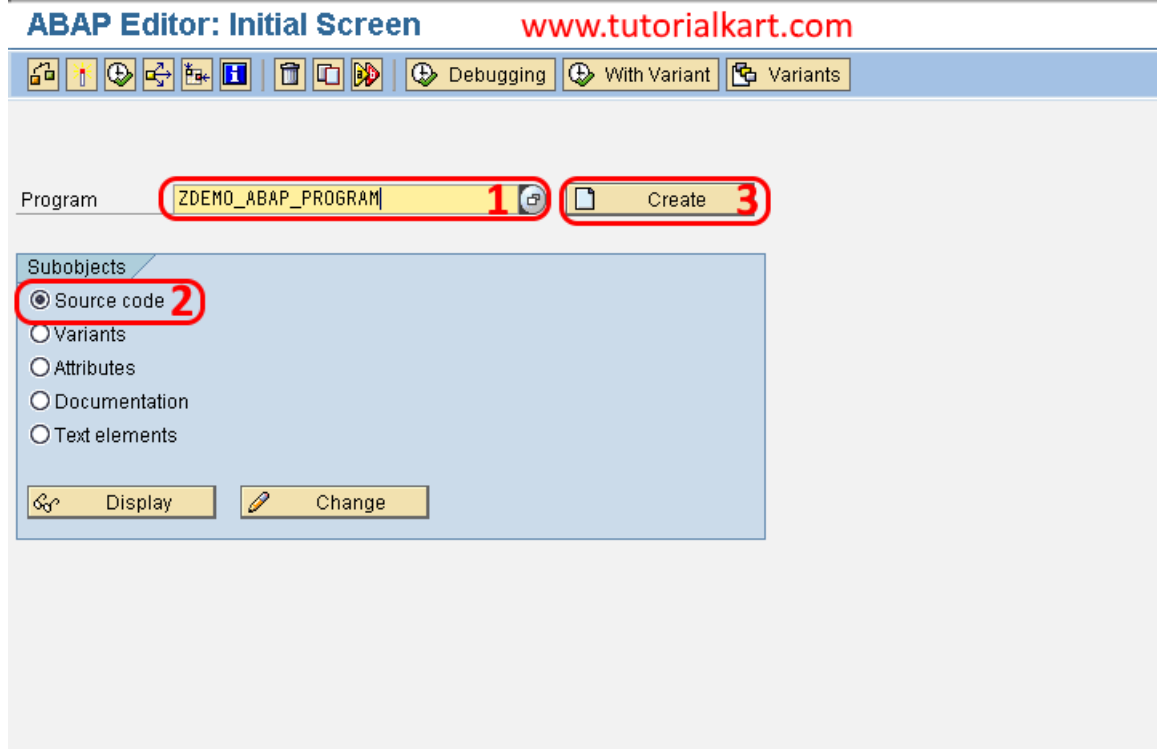 ABAP Editor: Initial Screen www.tutorialkart.com
Debugging With Variant Variants
Program ZDEMO_ABAP_PROGRAM 1 Create 3
Subobjects
Source code 2
Variants
Attributes
Documentation
Text elements
Display Change